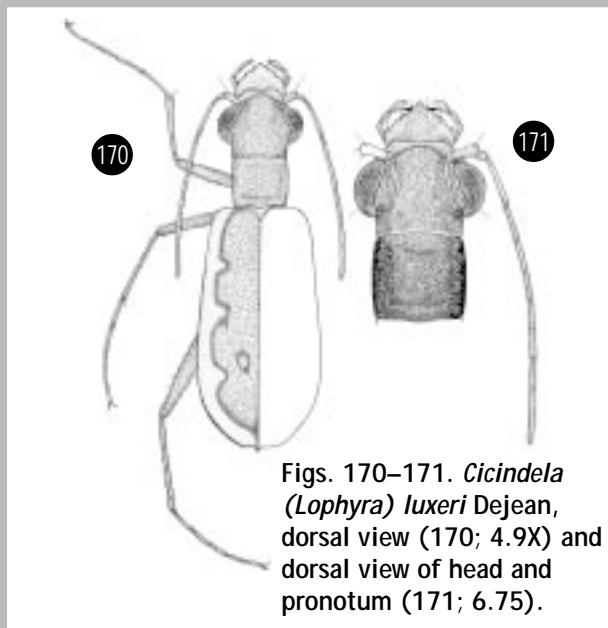 170
171
Figs. 170–171. Cicindela
(Lophyra) luxeri Dejean,
dorsal view (170; 4.9X) and
dorsal view of head and
pronotum (171; 6.75).